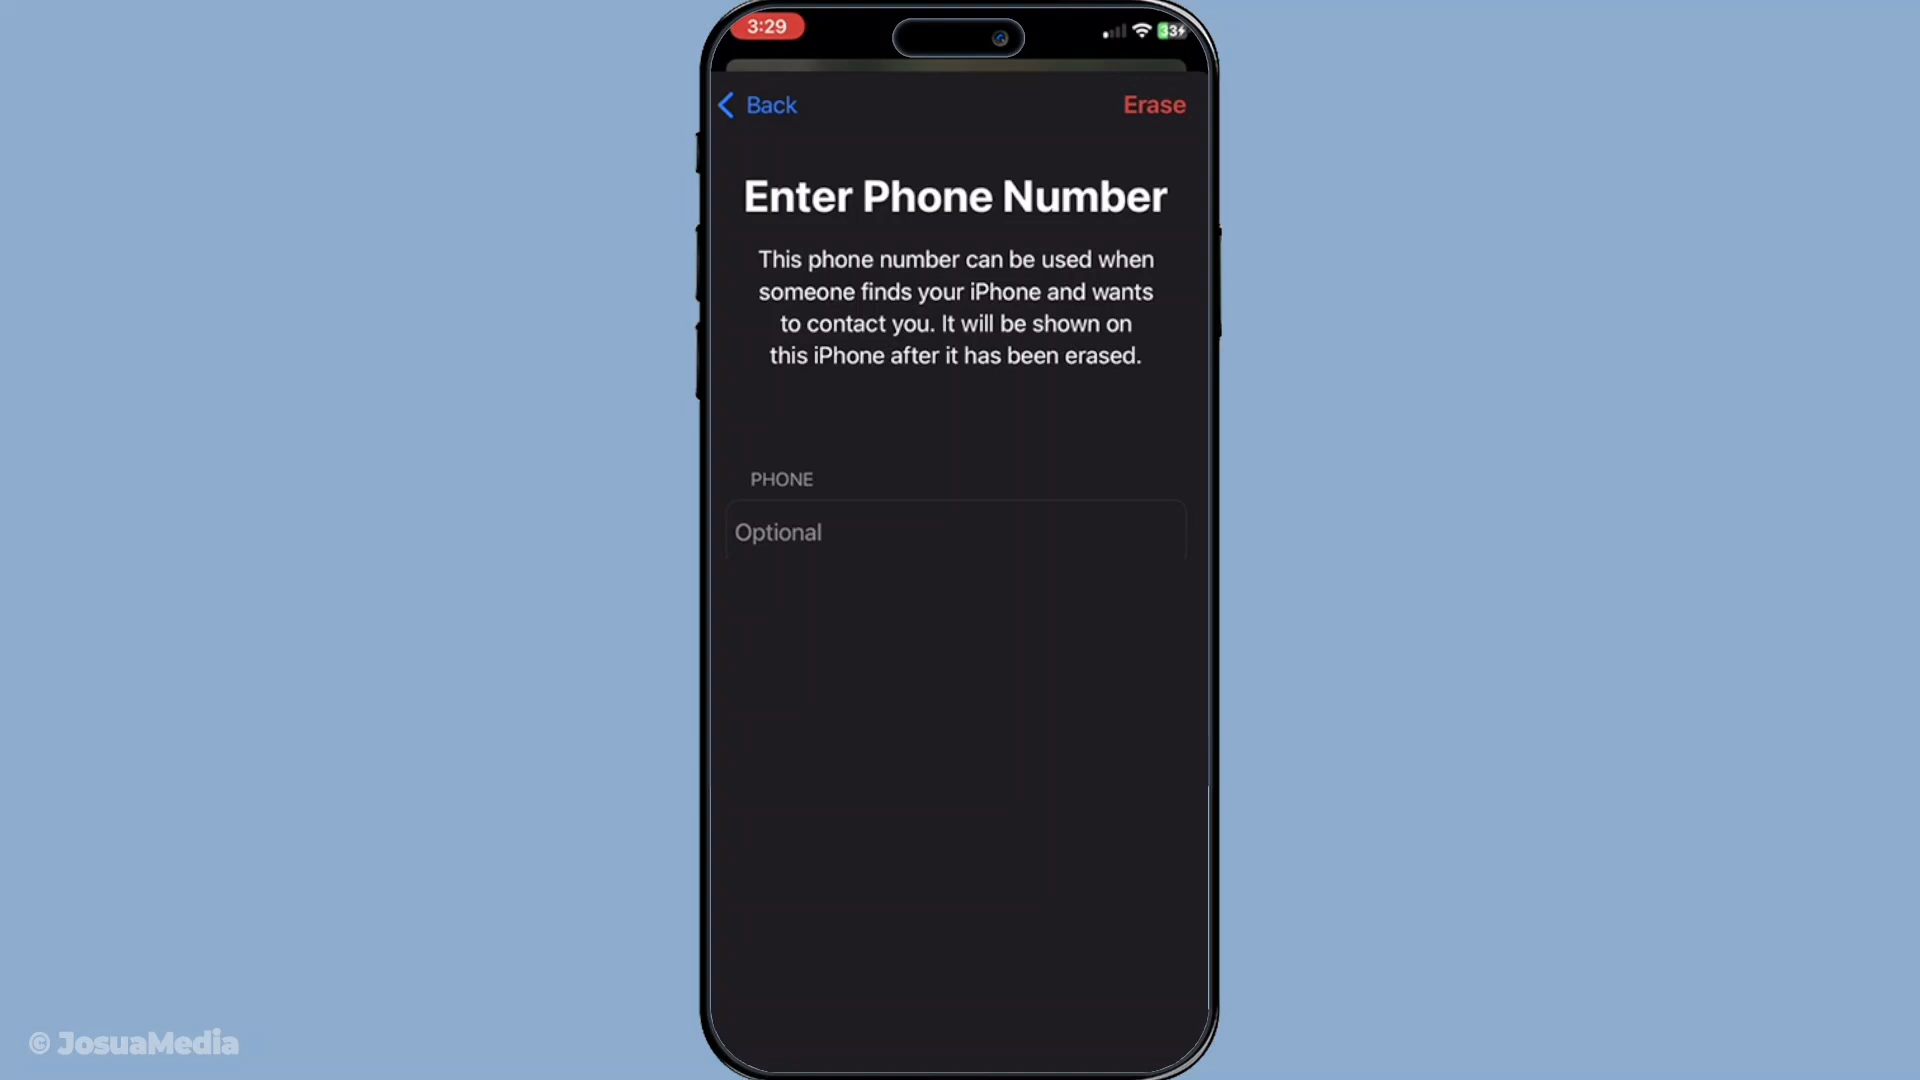 3:29
33
Back
Erase
Enter Phone Number
This phone number can be used when
someone finds your iPhone and wants
to contact you. It will be shown on
this iPhone after it has been erased.
PHONE
Optional
© JosuaMedia